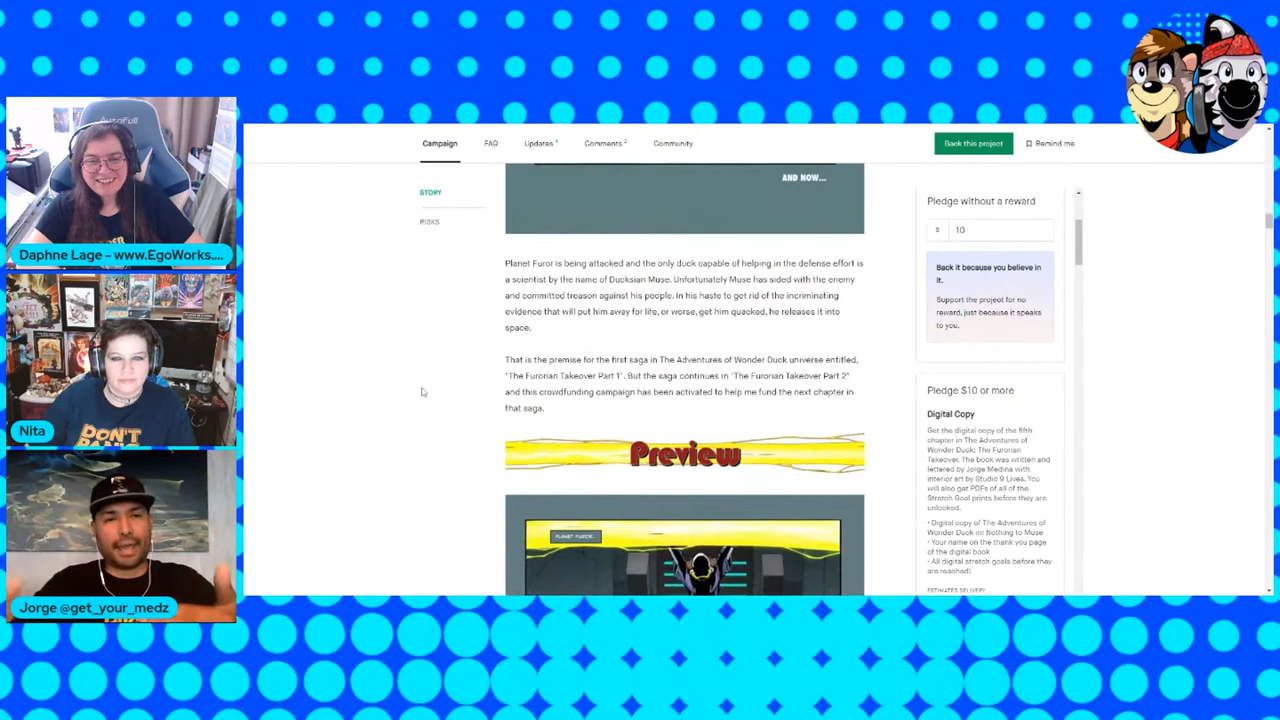 AutoFull
Daphne Lage - www.EgoWorks....
DON'T
PANIC
Nita
Jorge @get_your_medz
Campaign
FAQ
Updates 4
Comments 2
Community
Back this project
Remind me
STORY
RISKS
AND NOW...
Planet Furor is being attacked and the only duck capable of helping in the defense effort is
a scientist by the name of Ducksian Muse. Unfortunately Muse has sided with the enemy
and committed treason against his people. In his haste to get rid of the incriminating
evidence that will put him away for life, or worse, get him quacked, he releases it into
space.
That is the premise for the first saga in The Adventures of Wonder Duck universe entitled,
"The Furorian Takeover Part 1". But the saga continues in "The Furorian Takeover Part 2"
and this crowdfunding campaign has been activated to help me fund the next chapter in
that saga.
Preview
PLANET FUROR.
Pledge without a reward
$ 10
Back it because you believe in
it.
Support the project for no
reward, just because it speaks
to you.
Pledge $10 or more
Digital Copy
Get the digital copy of the fifth
chapter in The Adventures of
Wonder Duck: The Furorian
Takeover. The book was written and
lettered by Jorge Medina with
interior art by Studio 9 Lives. You
will also get PDFs of all of the
Stretch Goal prints before they are
unlocked.
• Digital copy of The Adventures of
Wonder Duck in: Nothing to Muse
• Your name on the thank you page
of the digital book
• All digital stretch goals before they
are reached!
ESTIMATED DELIVERY